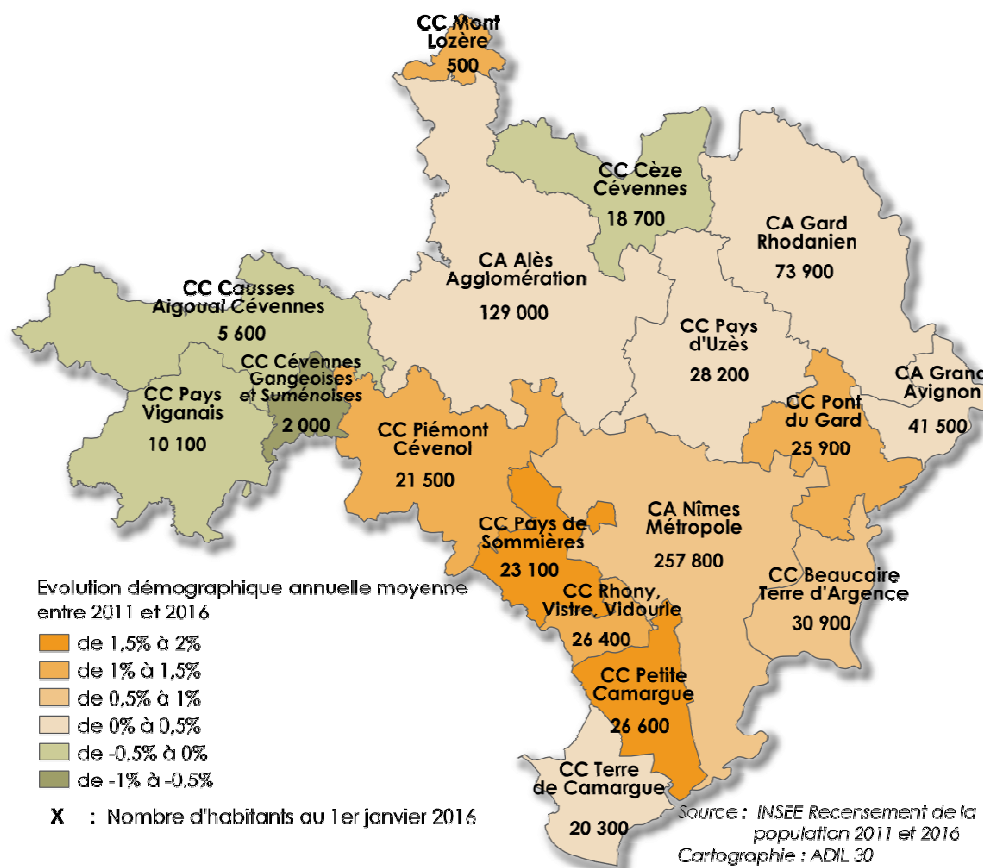 CC Mont
Lozère
500
CC Cèze
Cévennes
18 700
CA Gard
Rhodanien
73 900
CA Alès
Agglomération
129 000
CC Causses
Aigoual Cévennes
5 600
CC Pays
d'Uzès
28 200
CC Cévennes
Gangeoises
et Suménoises
2 000
CA Grand
Avignon
41 500
CC Pays
Viganais
10 100
CC Pont
du Gard
25 900
CC Piémont
Cévenol
21 500
CA Nîmes
Métropole
257 800
CC Pays de
Sommières
23 100
CC Beaucaire
Terre d'Argence
30 900
CC Rhony,
Vistre, Vidourle
26 400
CC Petite
Camargue
26 600
CC Terre
de Camargue
20 300
Evolution démographique annuelle moyenne
entre 2011 et 2016
de 1,5% à 2%
de 1% à 1,5%
de 0,5% à 1%
de 0% à 0,5%
de -0,5% à 0%
de -1% à -0,5%
X : Nombre d'habitants au 1er janvier 2016
Source : INSEE Recensement de la
population 2011 et 2016
Cartographie : ADIL 30